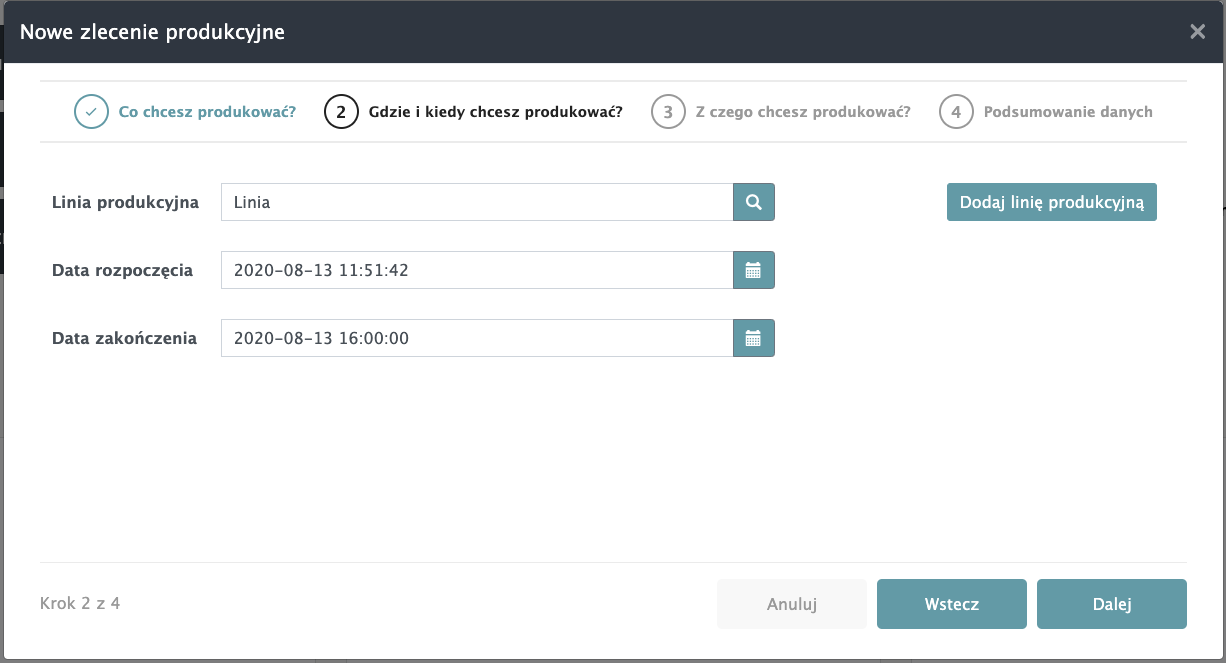 Nowe zlecenie produkcyjne
Co chcesz produkować? 2 Gdzie i kiedy chcesz produkować? 3 Z czego chcesz produkować? 4 Podsumowanie danych
Linia produkcyjna Linia Dodaj linię produkcyjną
Data rozpoczęcia 2020-08-13 11:51:42
Data zakończenia 2020-08-13 16:00:00
Krok 2 z 4 Anuluj Wstecz Dalej